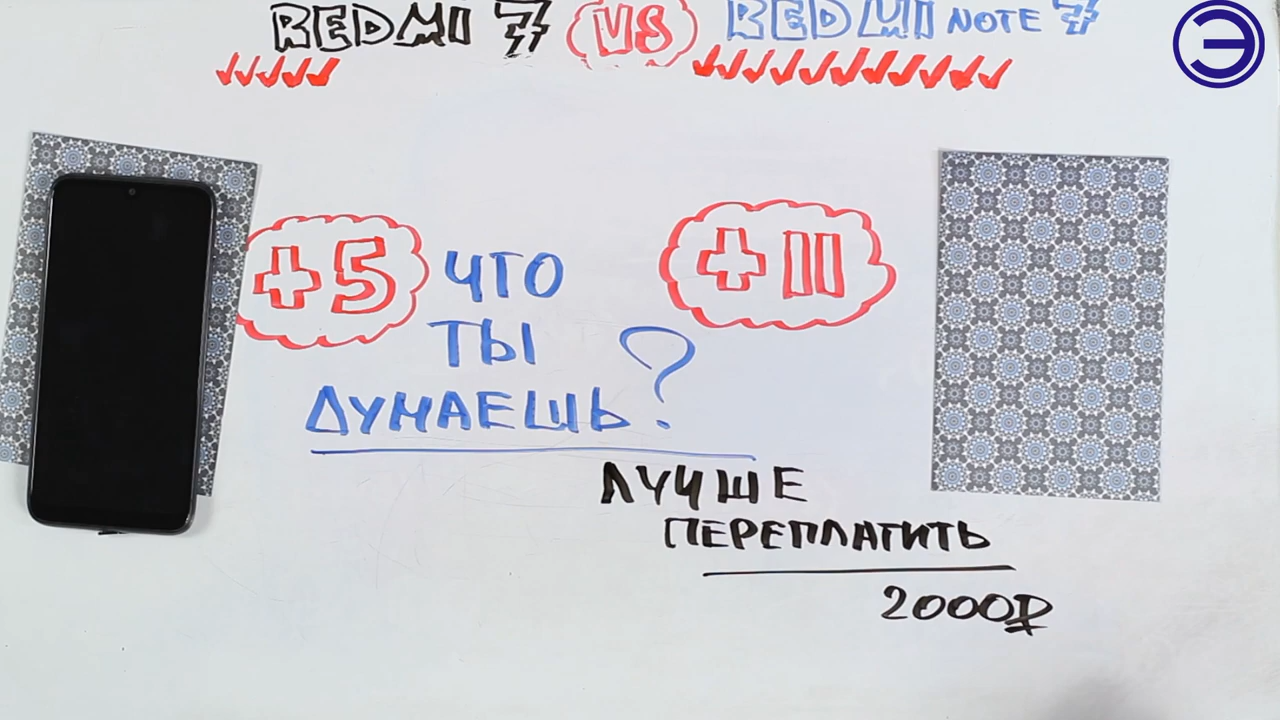 REDMI 7 VS REDMI NOTE 7
Э
+5
+11
ЧТО
ТЫ
ДУМАЕШЬ?
ЛУЧШЕ
ПЕРЕПЛАТИТЬ
2000₽